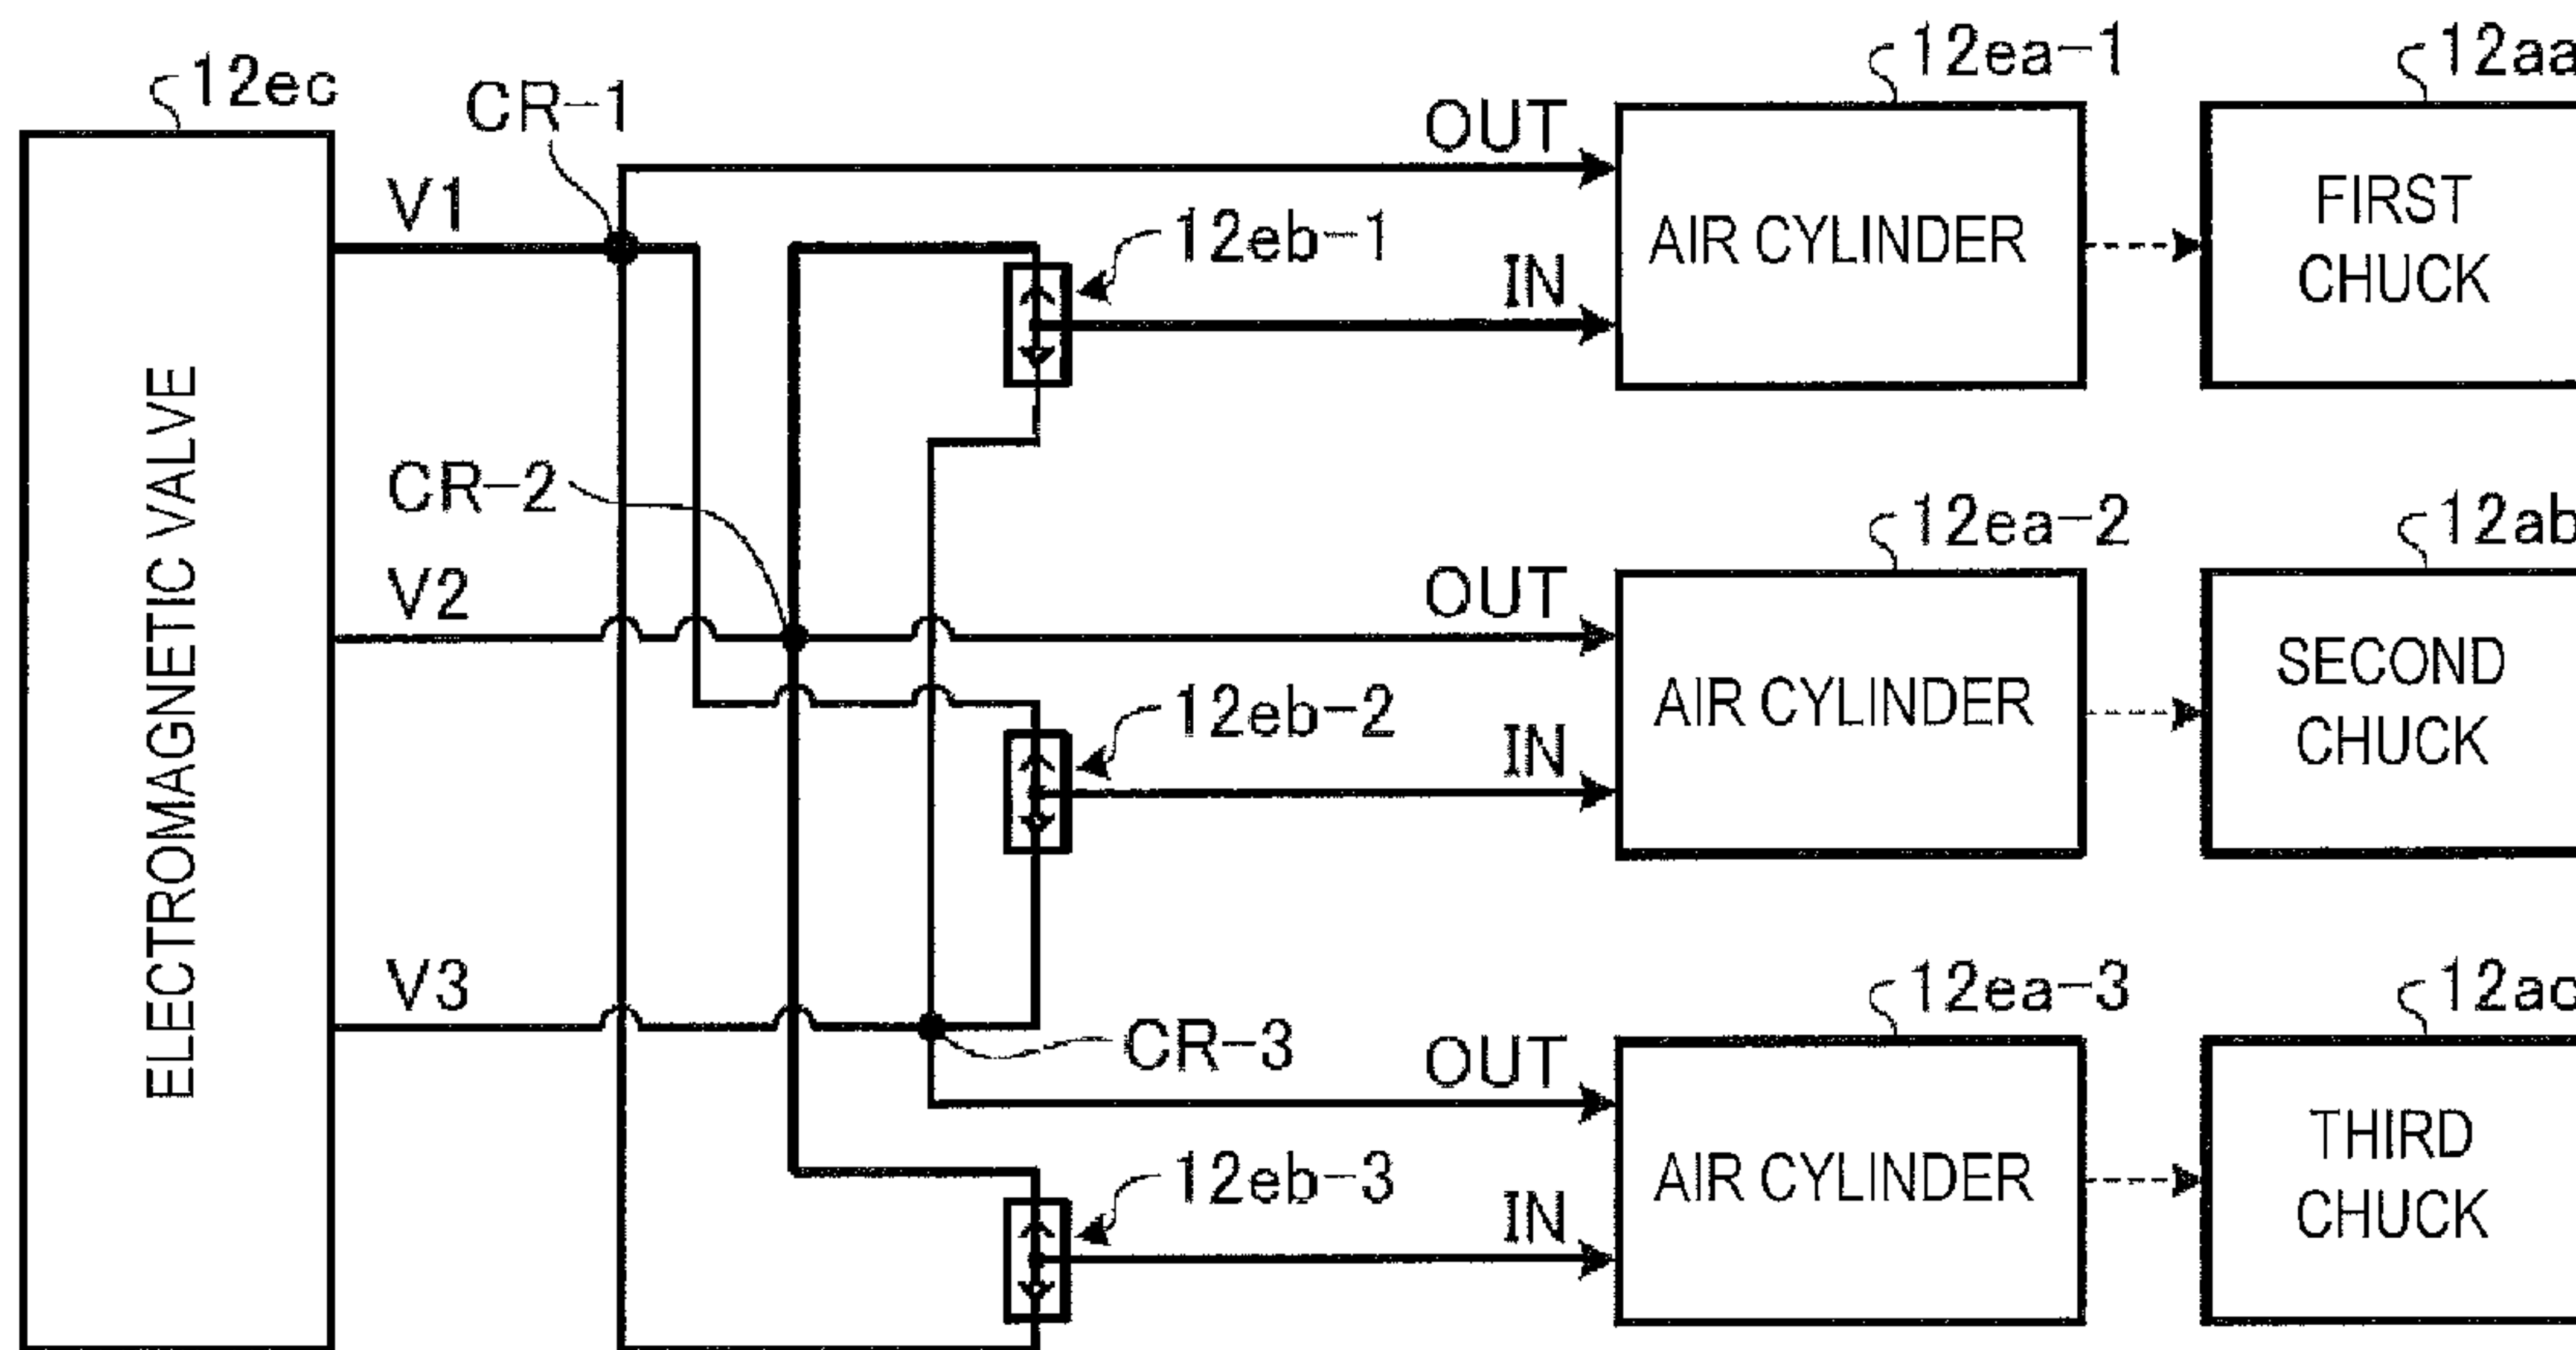 12ec
CR-1
V1
CR-2
V2
V3
CR-3
ELECTROMAGNETIC VALVE
12eb-1
12eb-2
12eb-3
OUT
IN
12ea-1
AIR CYLINDER
12aa
FIRST
CHUCK
OUT
IN
12ea-2
AIR CYLINDER
12ab
SECOND
CHUCK
OUT
IN
12ea-3
AIR CYLINDER
12ac
THIRD
CHUCK